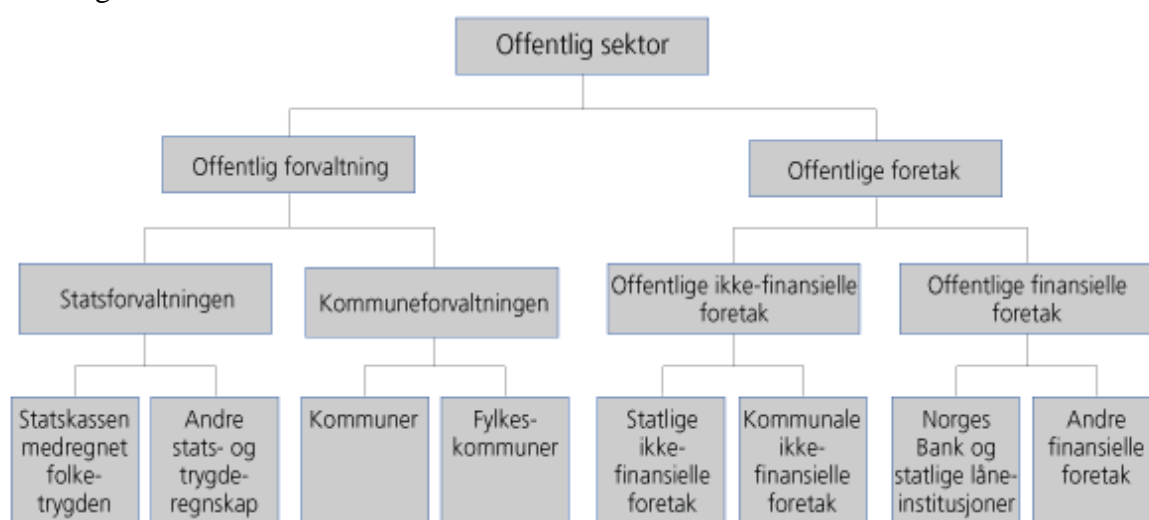 Offentlig sektor
Offentlig forvaltning
Offentlige foretak
Statsforvaltningen
Kommuneforvaltningen
Offentlige ikke-finansielle
foretak
Offentlige finansielle
foretak
Statskassen
medregnet
folke-
trygden
Andre
stats- og
trygde-
regnskap
Kommuner
Fylkes-
kommuner
Statlige
ikke-
finansielle
foretak
Kommunale
ikke-
finansielle
foretak
Norges
Bank og
statlige låne-
institusjoner
Andre
finansielle
foretak